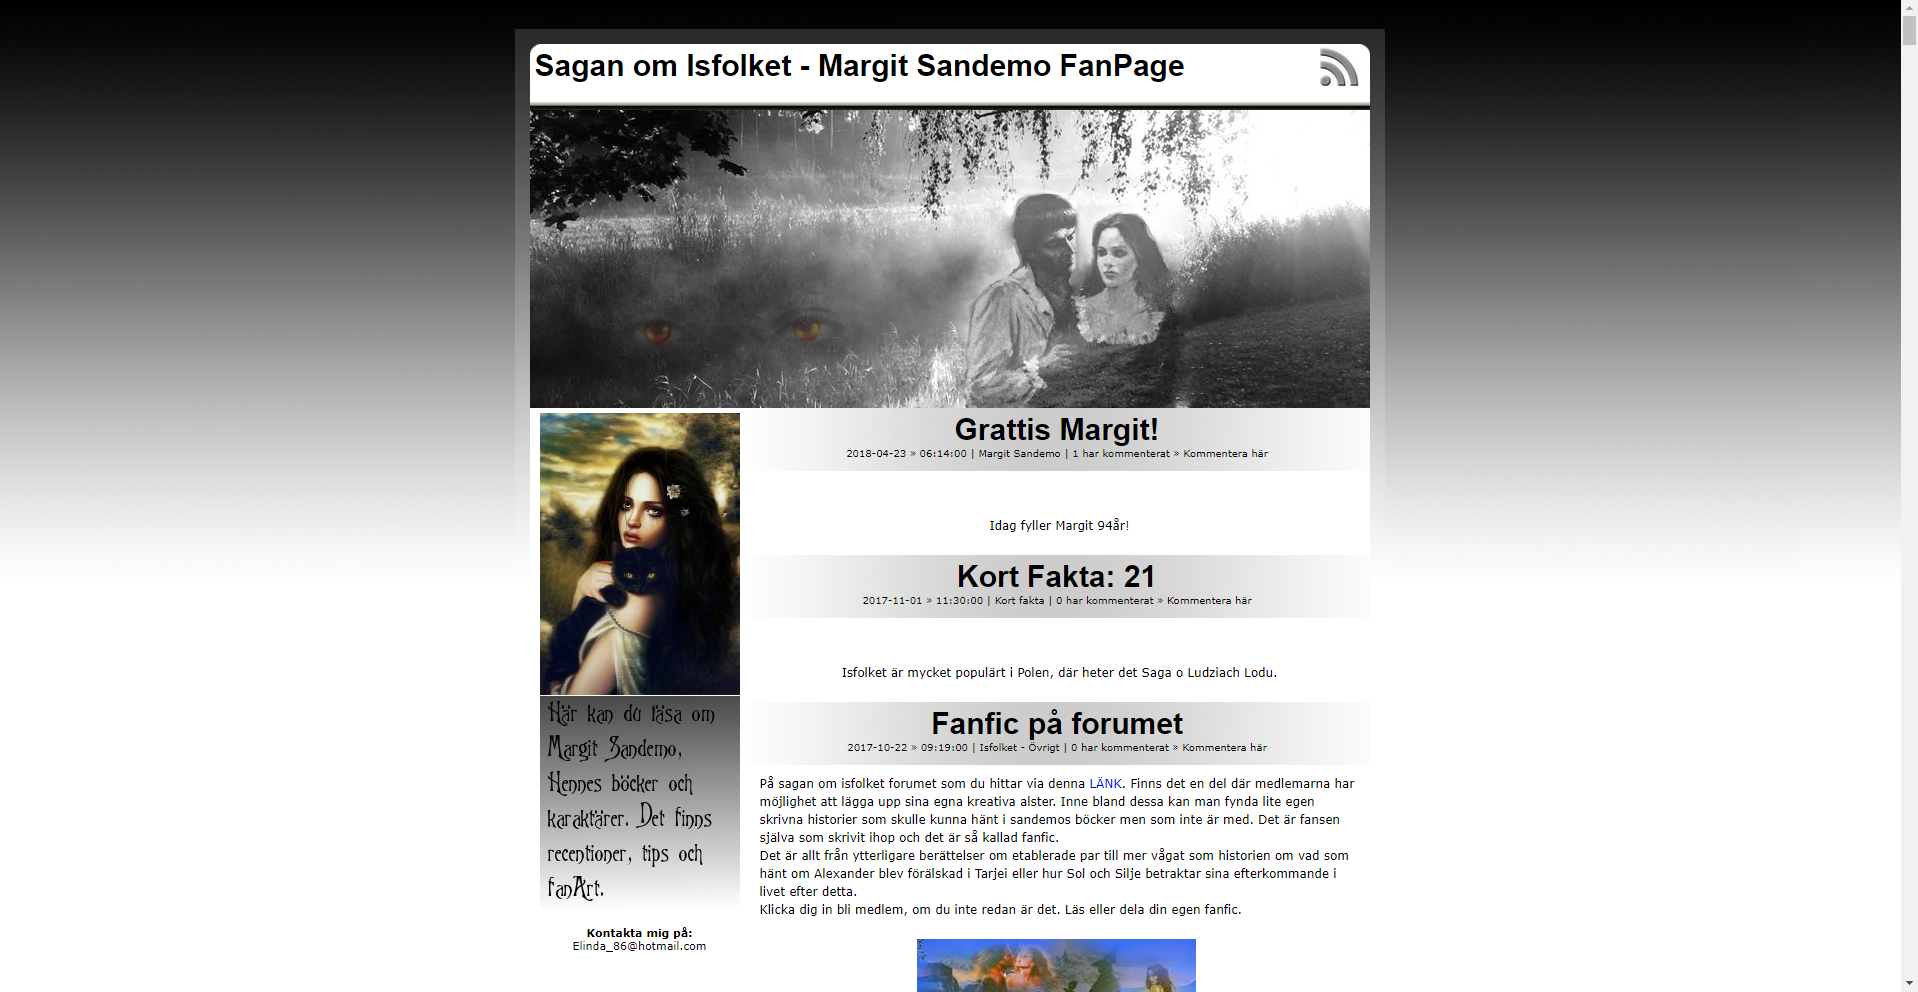 Sagan om Isfolket - Margit Sandemo FanPage
Här kan du läsa om
Margit Sandemo,
Hennes böcker och
karaktärer. Det finns
recentioner, tips och
fanArt.
Kontakta mig på:
Elinda_86@hotmail.com
Grattis Margit!
2018-04-23 » 06:14:00 | Margit Sandemo | 1 har kommenterat » Kommentera här
Idag fyller Margit 94år!
Kort Fakta: 21
2017-11-01 » 11:30:00 | Kort fakta | 0 har kommenterat » Kommentera här
Isfolket är mycket populärt i Polen, där heter det Saga o Ludziach Lodu.
Fanfic på forumet
2017-10-22 » 09:19:00 | Isfolket - Övrigt | 0 har kommenterat » Kommentera här
På sagan om isfolket forumet som du hittar via denna LÄNK. Finns det en del där medlemarna har
möjlighet att lägga upp sina egna kreativa alster. Inne bland dessa kan man fynda lite egen
skrivna historier som skulle kunna hänt i sandemos böcker men som inte är med. Det är fansen
själva som skrivit ihop och det är så kallad fanfic.
Det är allt från ytterligare berättelser om etablerade par till mer vågat som historien om vad som
hänt om Alexander blev förälskad i Tarjei eller hur Sol och Silje betraktar sina efterkommande i
livet efter detta.
Klicka dig in bli medlem, om du inte redan är det. Läs eller dela din egen fanfic.